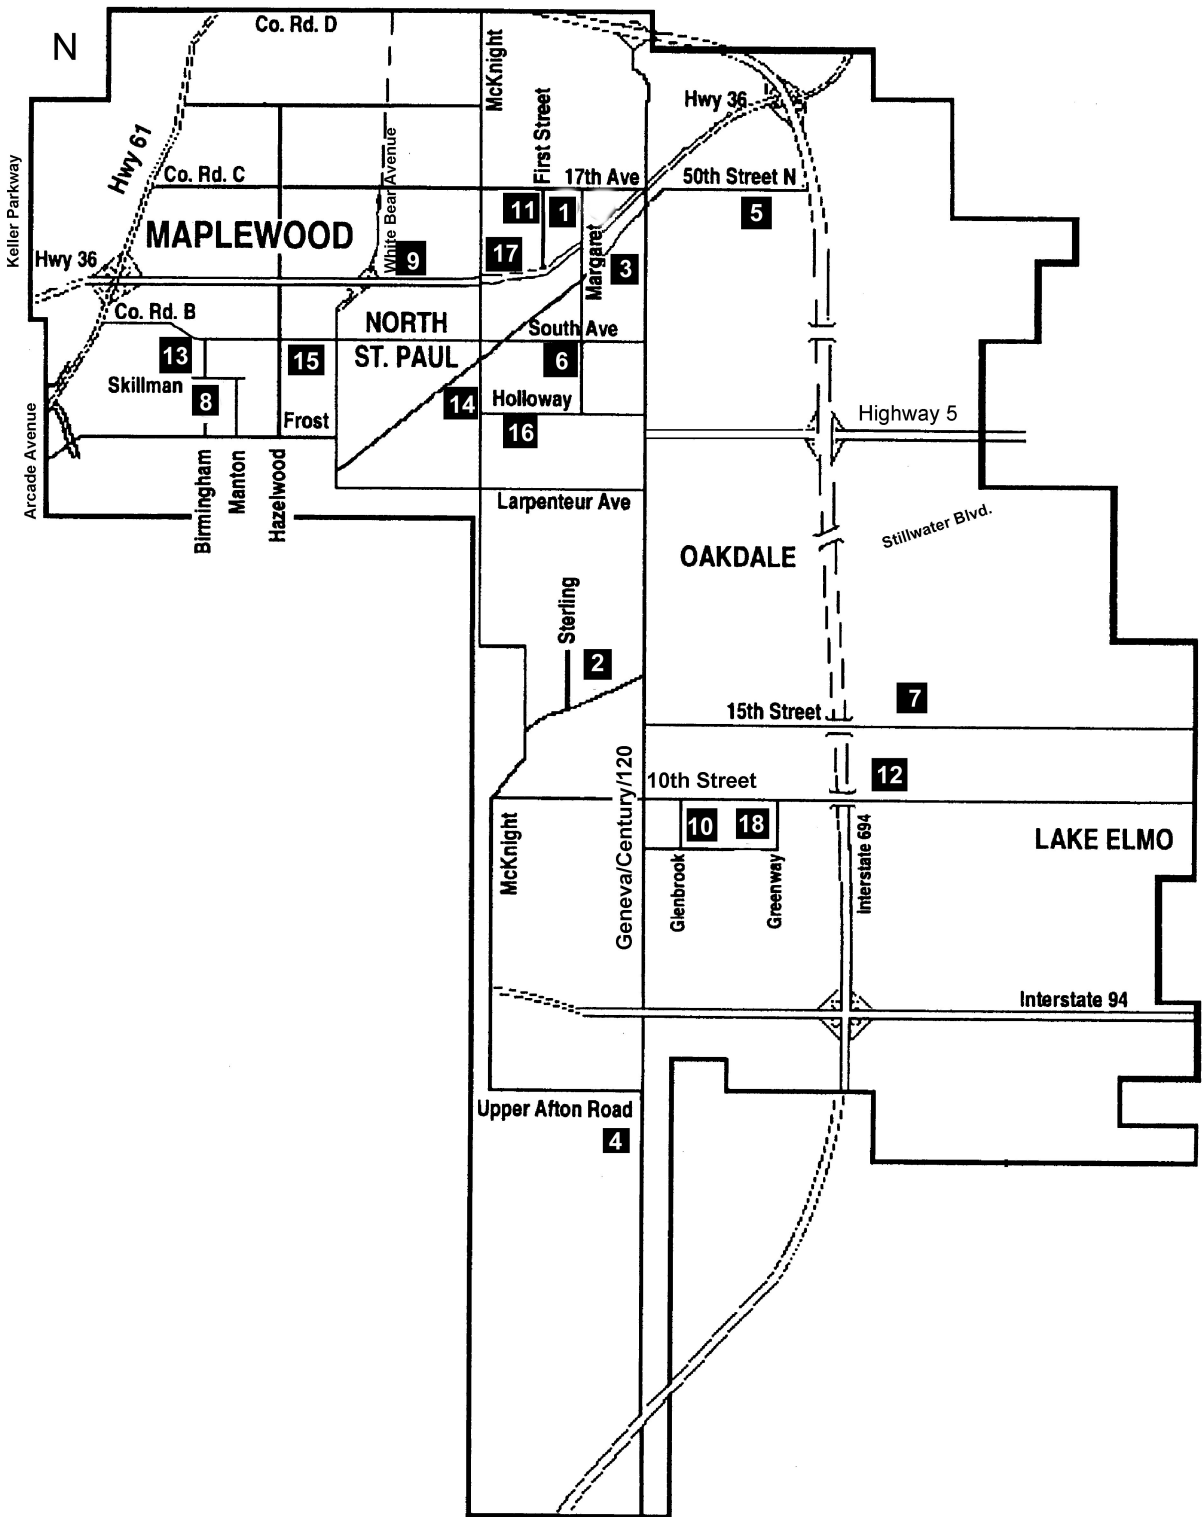 Co. Rd. D
N
McKnight
Hwy 36
First Street
Hwy 61
White Bear Avenue
Co. Rd. C
17th Ave
50th Street N
Keller Parkway
11
1
5
MAPLEWOOD
Margaret
17
9
3
Hwy 36
Co. Rd. B
NORTH
ST. PAUL
South Ave
13
15
6
Skillman
8
14
Holloway
Frost
16
Highway 5
Arcade Avenue
Birmingham
Manton
Hazelwood
Larpenteur Ave
Stillwater Blvd.
OAKDALE
Sterling
2
7
15th Street
12
10th Street
Geneva/Century/120
10
18
McKnight
Glenbrook
Greenway
Interstate 694
LAKE ELMO
Interstate 94
Upper Afton Road
4